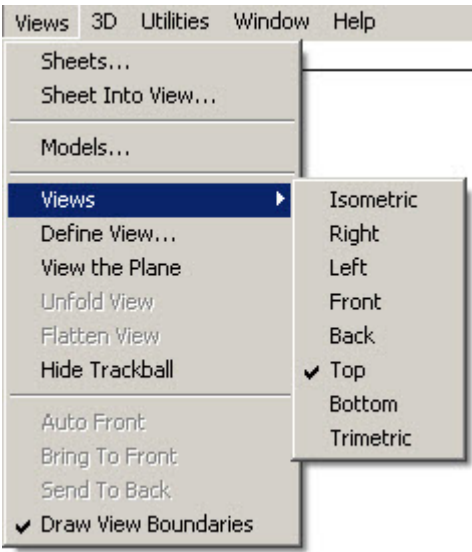 Views 3D Utilities Window Help
Sheets...
Sheet Into View...
Models...
Views
Define View...
View the Plane
Unfold View
Flatten View
Hide Trackball
Auto Front
Bring To Front
Send To Back
Draw View Boundaries
Isometric
Right
Left
Front
Back
Top
Bottom
Trimetric